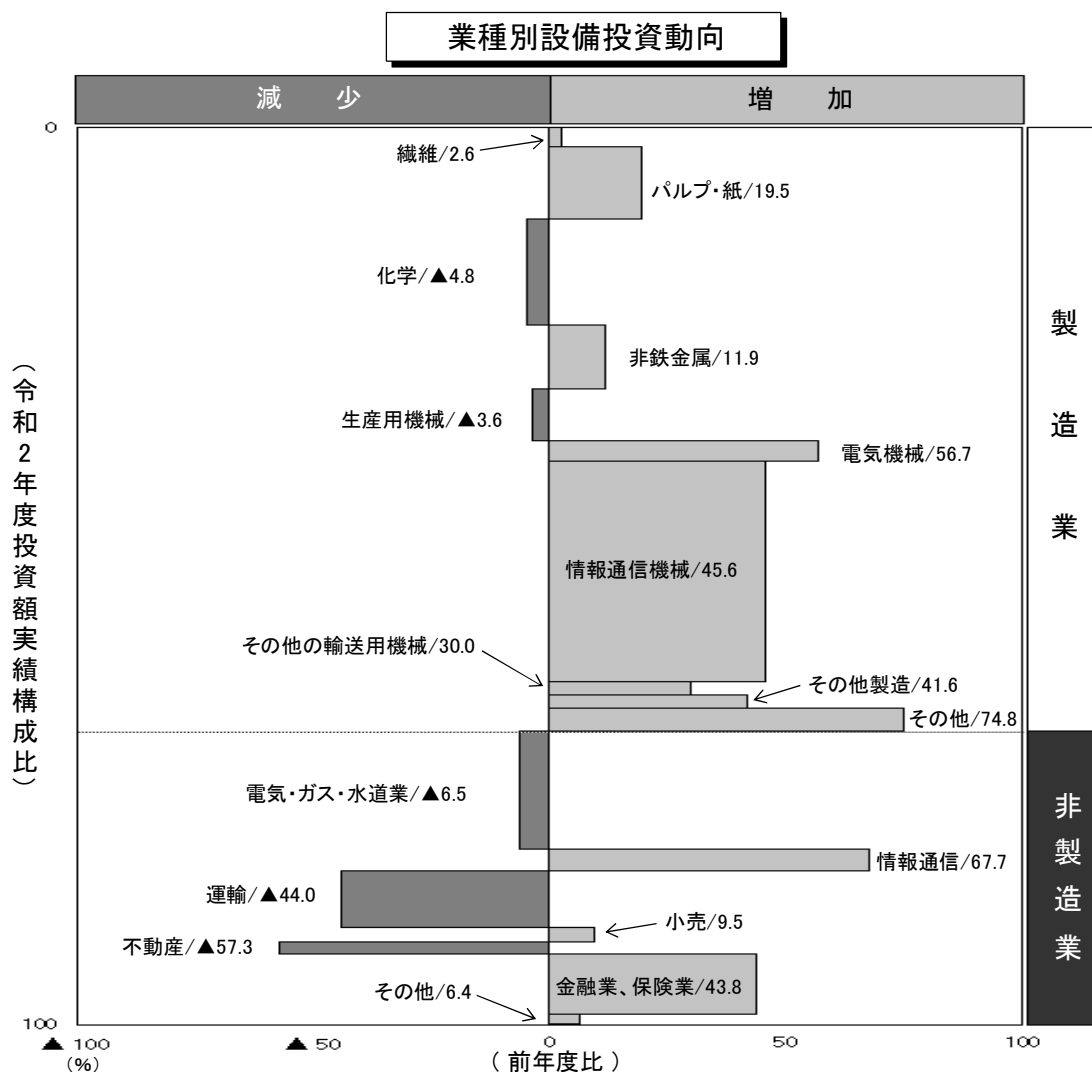 業種別設備投資動向
減 少
増 加
0
繊維/2.6
パルプ・紙/19.5
化学/▲4.8
非鉄金属/11.9
生産用機械/▲3.6
電気機械/56.7
情報通信機械/45.6
その他の輸送用機械/30.0
その他製造/41.6
その他/74.8
電気・ガス・水道業/▲6.5
情報通信/67.7
運輸/▲44.0
小売/9.5
不動産/▲57.3
金融業、保険業/43.8
その他/6.4
100
▲ 100
▲ 50
0
50
100
(%)
( 前年度比 )
(令和2年度投資額実績構成比)
製造業
非製造業